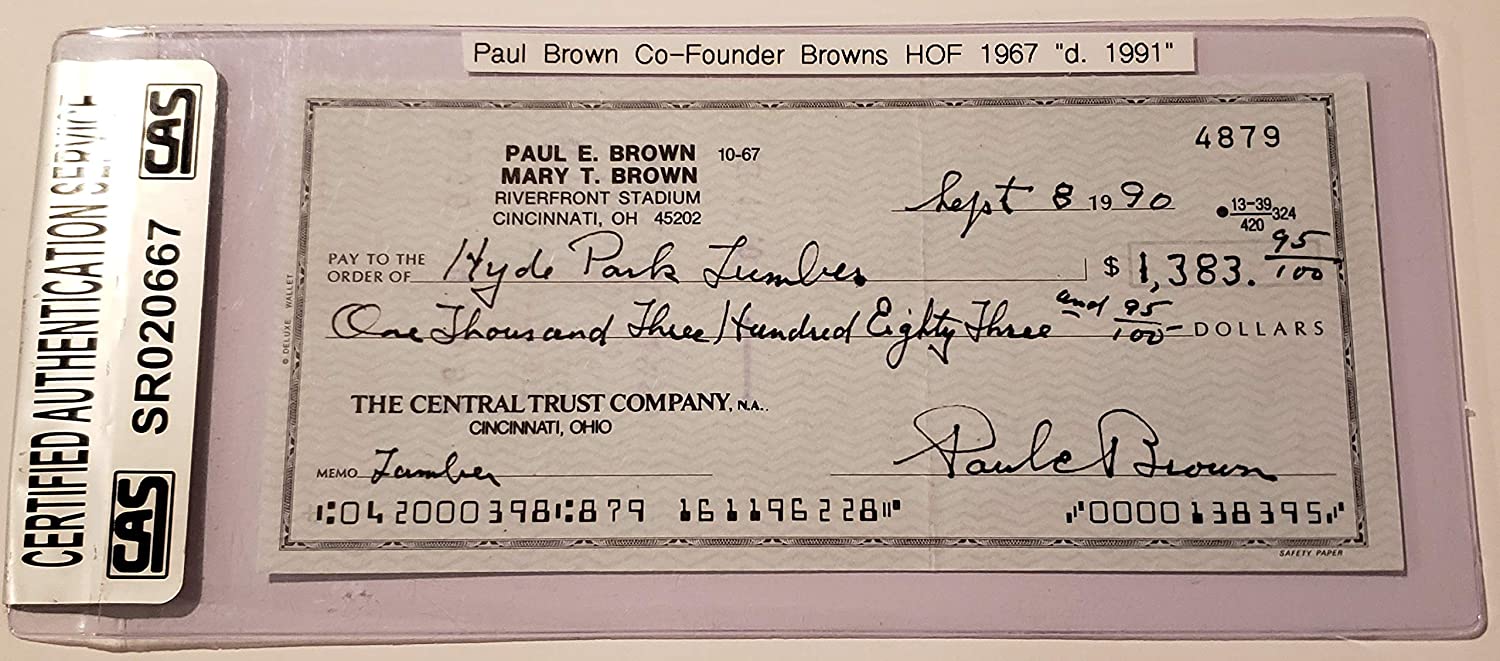 Paul Brown Co-Founder Browns HOF 1967 "d. 1991"
CERTIFIED AUTHENTICATION SERVICE
CAS SR020667 CAS
4879
PAUL E. BROWN 10-67
MARY T. BROWN
RIVERFRONT STADIUM
CINCINNATI, OH 45202
Sept 8 1990
13-39 324
420
PAY TO THE
ORDER OF Hyde Park Lumber $ 1,383. 95/100
One Thousand Three Hundred Eighty Three and 95/100 DOLLARS
© DELUXE WALLET
THE CENTRAL TRUST COMPANY, N.A..
CINCINNATI, OHIO
Paul E Brown
MEMO Lumber
⑆042000398⑆879 161196228⑈ ⑇0000138395⑇
SAFETY PAPER